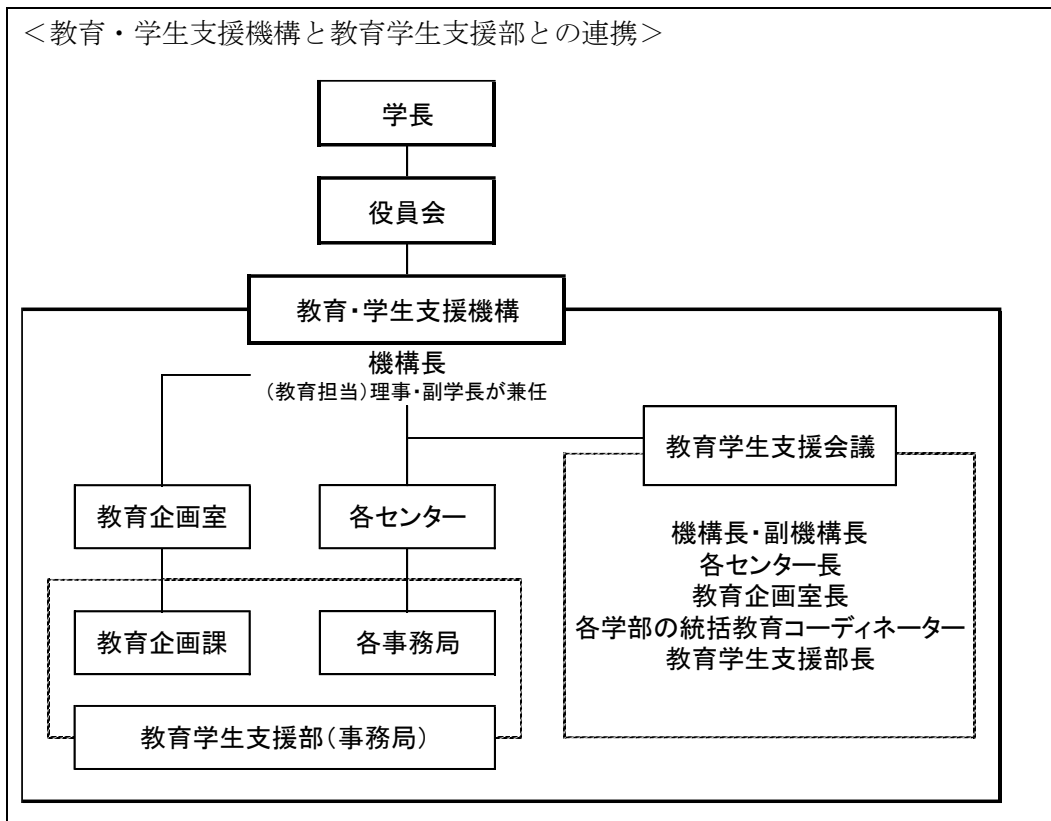 ＜教育・学生支援機構と教育学生支援部との連携＞
学長
役員会
教育・学生支援機構
機構長
（教育担当）理事・副学長が兼任
教育学生支援会議
教育企画室
各センター
機構長・副機構長
各センター長
教育企画室長
各学部の統括教育コーディネーター
教育学生支援部長
教育企画課
各事務局
教育学生支援部（事務局）